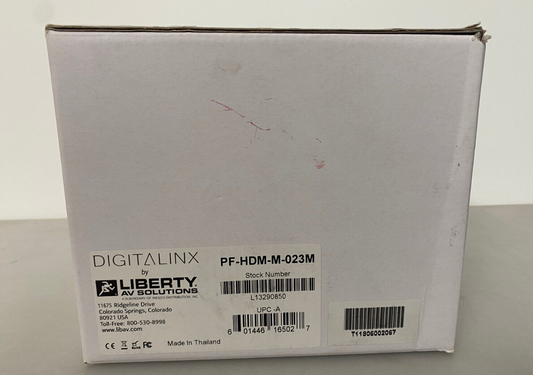 DIGITALINX
by
LIBERTY
AV SOLUTIONS
11675 Ridgeline Drive
Colorado Springs, Colorado
80921 USA
Toll-Free: 800-530-8998
www.libav.com
Made In Thailand
PF-HDM-M-023M
Stock Number
L13290850
UPC-A
6 01446 16502 7
T11806002067